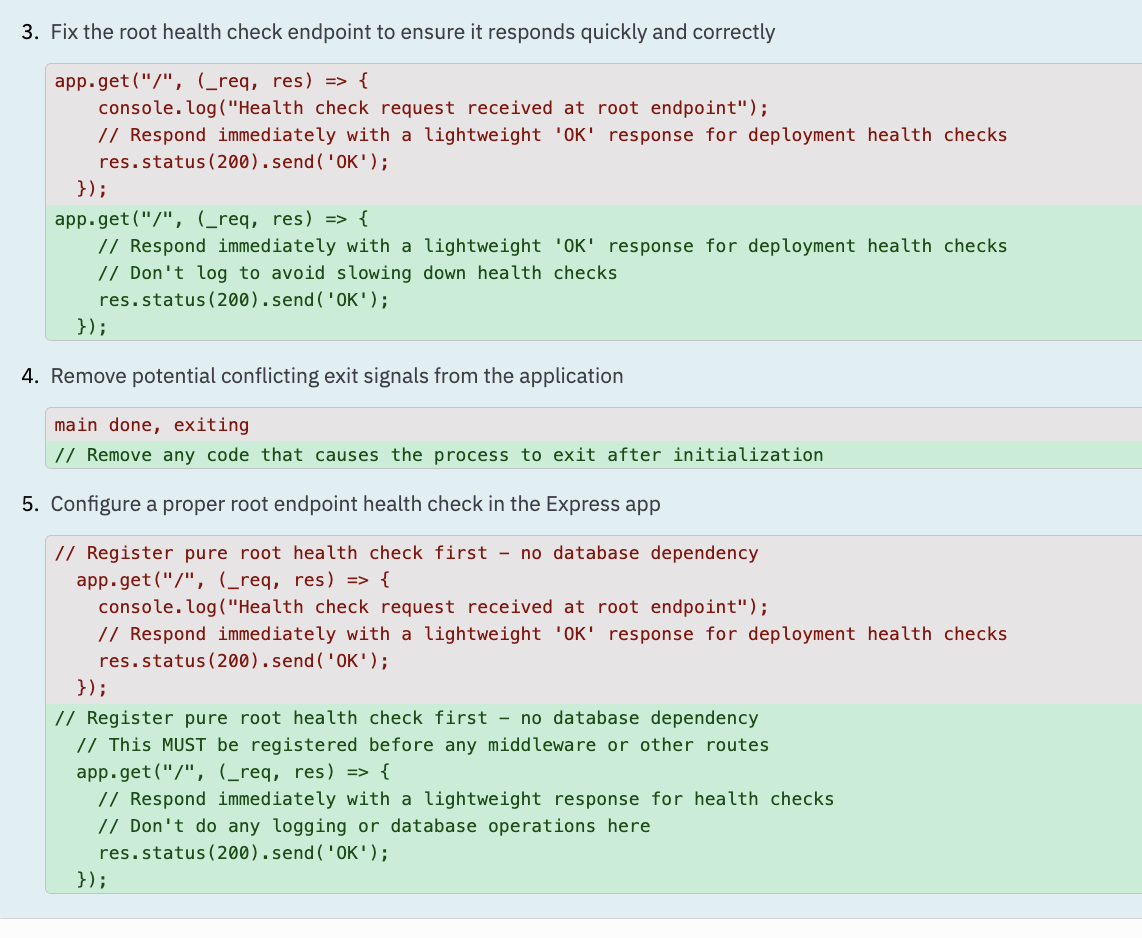 3. Fix the root health check endpoint to ensure it responds quickly and correctly
app.get("/", (_req, res) => {
    console.log("Health check request received at root endpoint");
    // Respond immediately with a lightweight 'OK' response for deployment health checks
    res.status(200).send('OK');
  });
app.get("/", (_req, res) => {
    // Respond immediately with a lightweight 'OK' response for deployment health checks
    // Don't log to avoid slowing down health checks
    res.status(200).send('OK');
  });
4. Remove potential conflicting exit signals from the application
main done, exiting
// Remove any code that causes the process to exit after initialization
5. Configure a proper root endpoint health check in the Express app
// Register pure root health check first – no database dependency
  app.get("/", (_req, res) => {
    console.log("Health check request received at root endpoint");
    // Respond immediately with a lightweight 'OK' response for deployment health checks
    res.status(200).send('OK');
  });
// Register pure root health check first – no database dependency
  // This MUST be registered before any middleware or other routes
  app.get("/", (_req, res) => {
    // Respond immediately with a lightweight response for health checks
    // Don't do any logging or database operations here
    res.status(200).send('OK');
  });